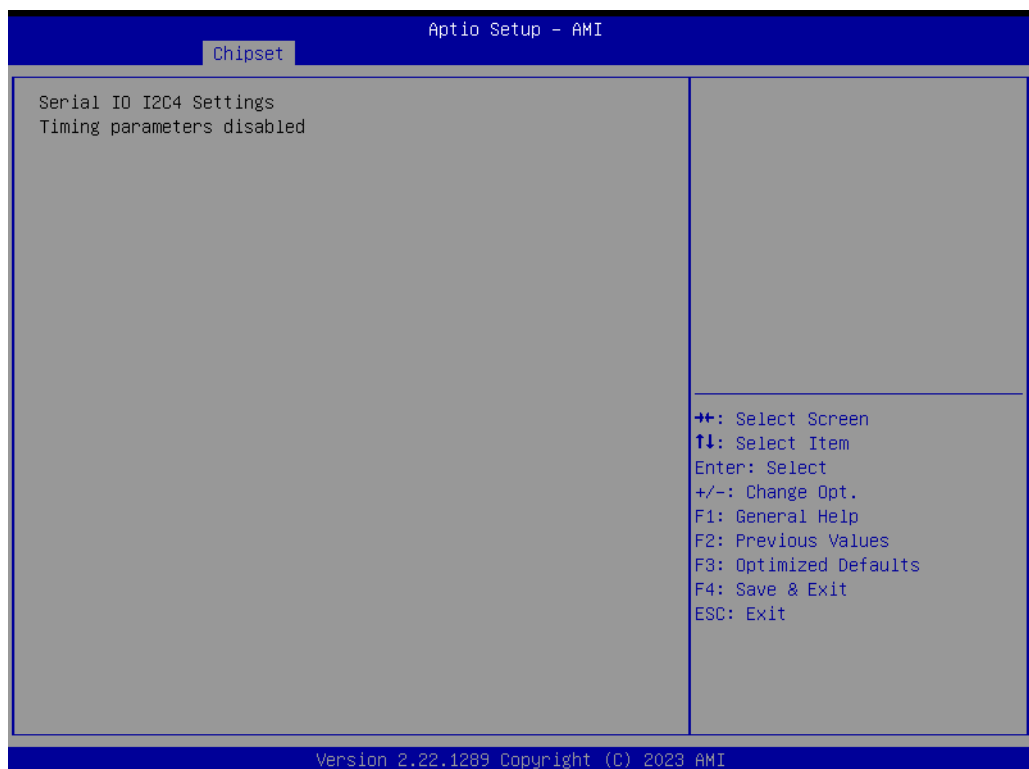 Aptio Setup - AMI
Chipset
Serial IO I2C4 Settings
Timing parameters disabled
→←: Select Screen
↑↓: Select Item
Enter: Select
+/-: Change Opt.
F1: General Help
F2: Previous Values
F3: Optimized Defaults
F4: Save & Exit
ESC: Exit
Version 2.22.1289 Copyright (C) 2023 AMI